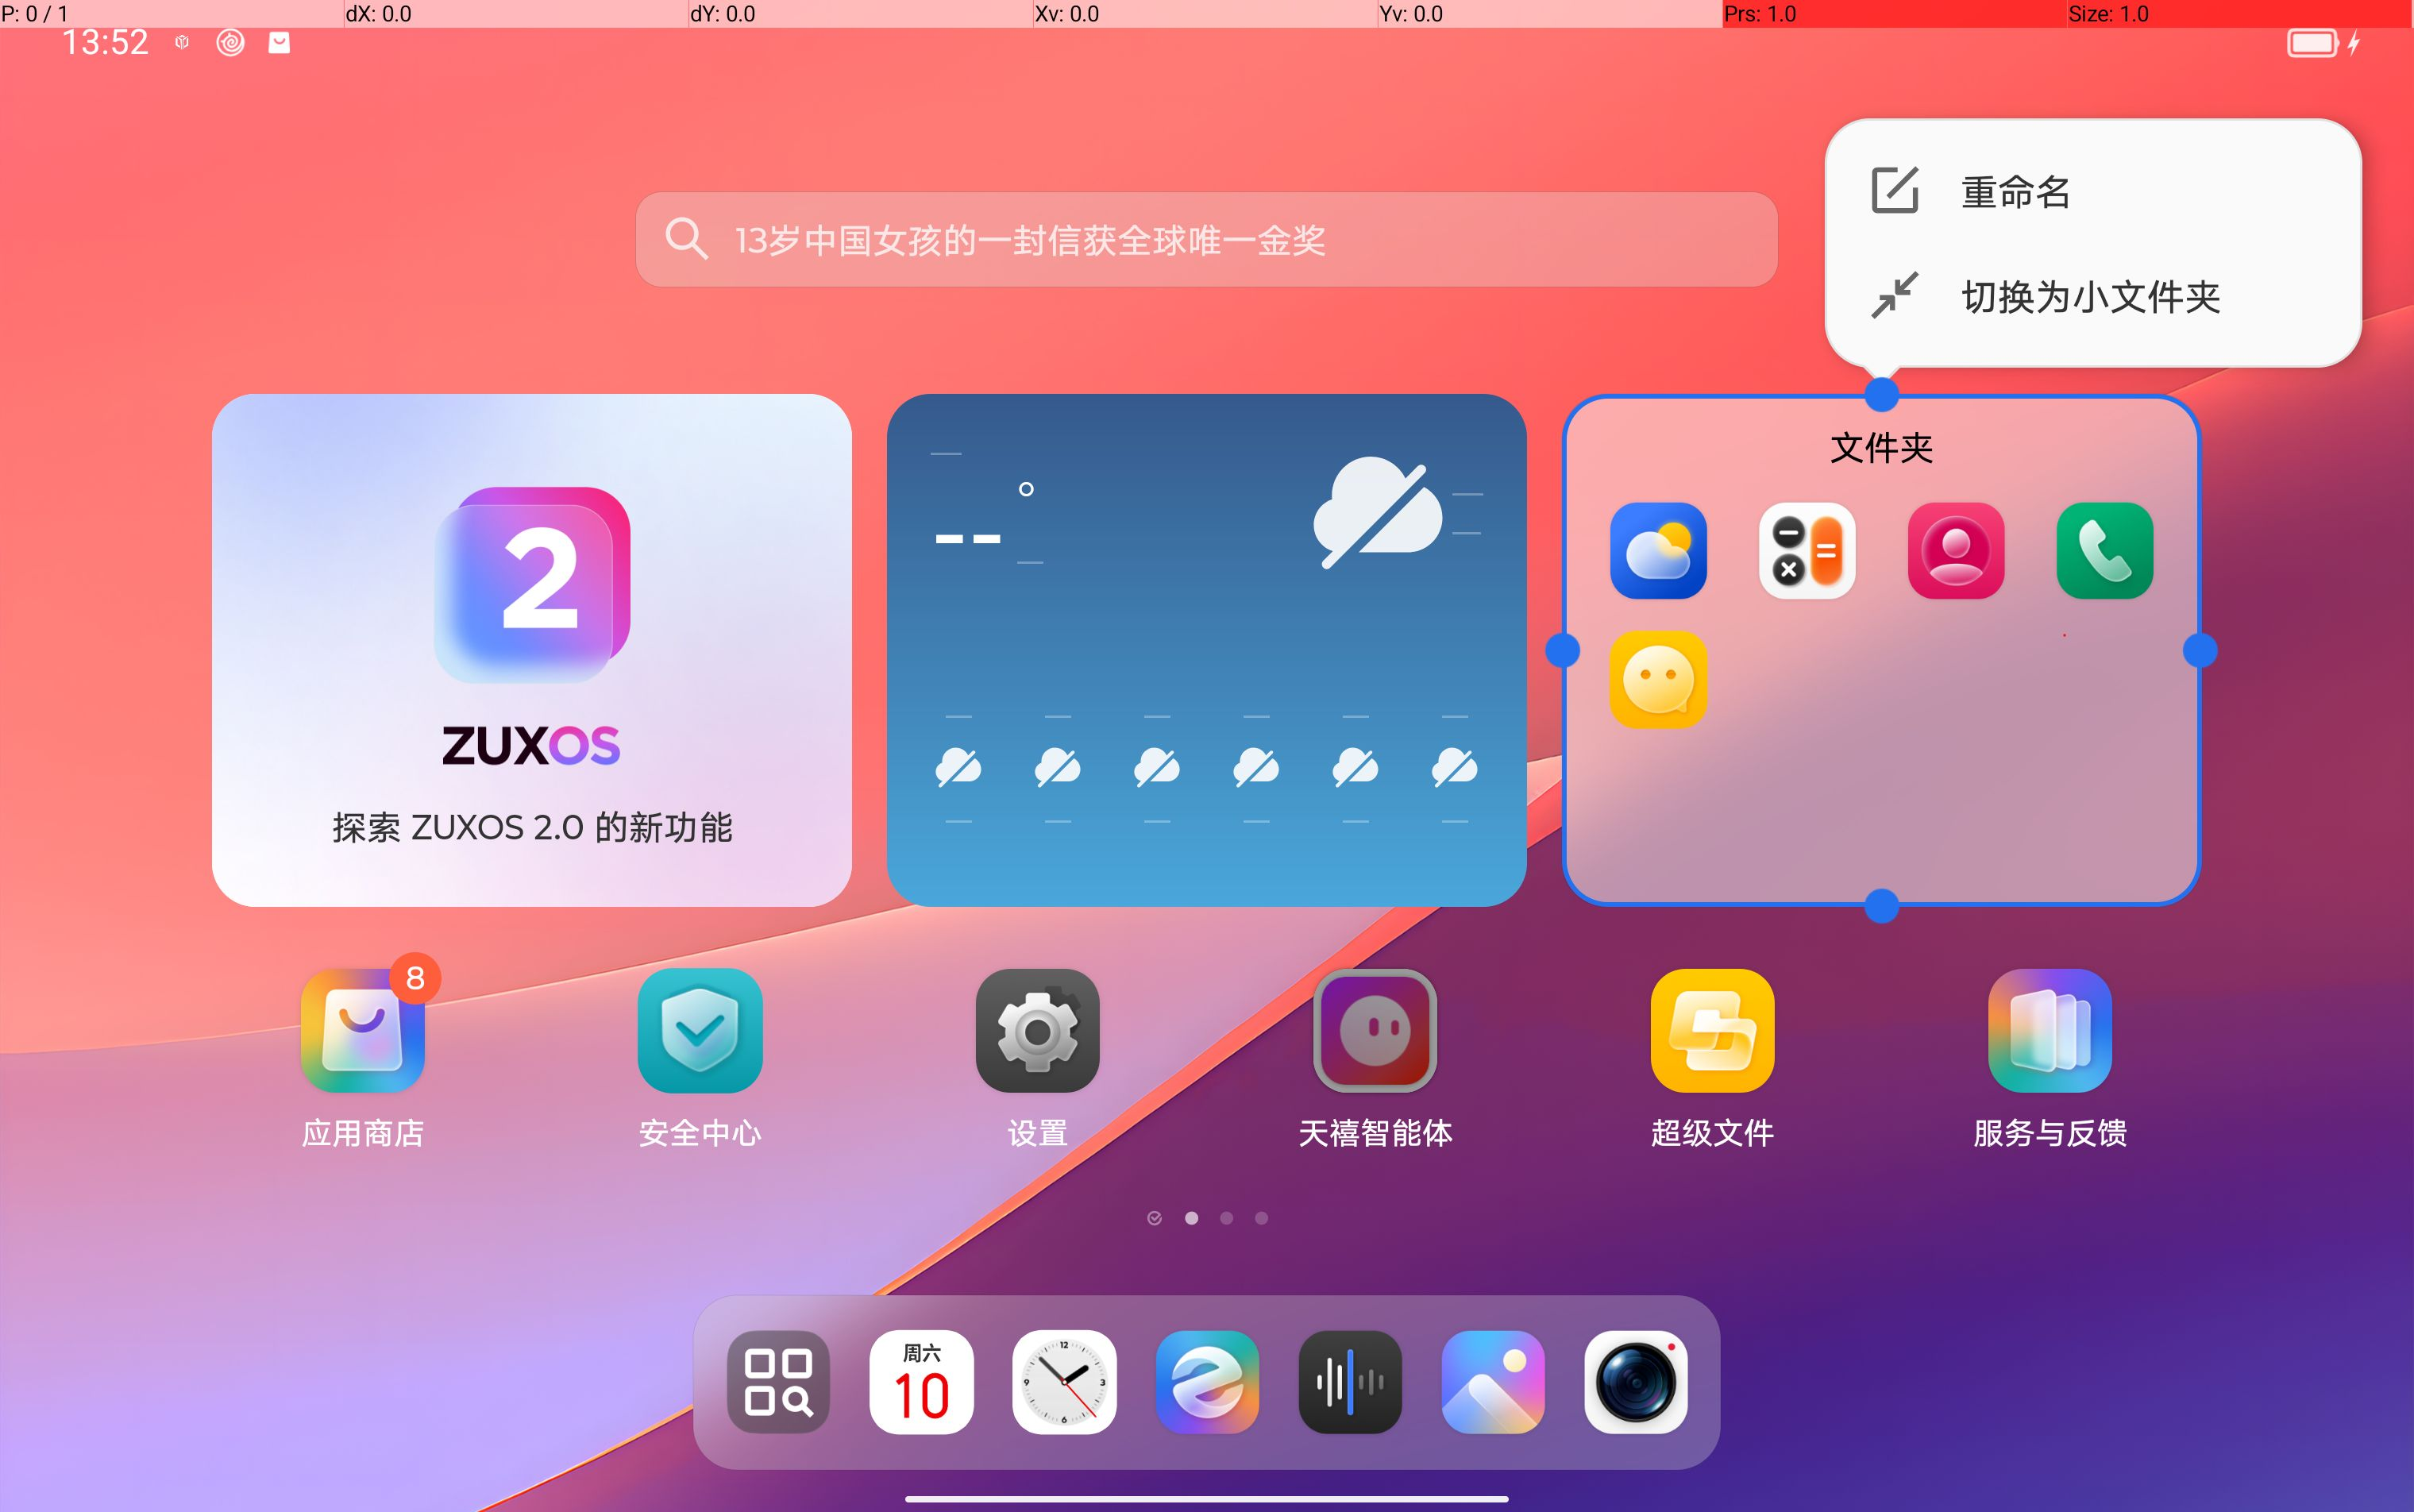 P: 0 / 1
dX: 0.0
dY: 0.0
Xv: 0.0
Yv: 0.0
Prs: 1.0
Size: 1.0
13:52
重命名
切换为小文件夹
13岁中国女孩的一封信获全球唯一金奖
2
ZUXOS
探索 ZUXOS 2.0 的新功能
-- °
文件夹
8
应用商店
安全中心
设置
天禧智能体
超级文件
服务与反馈
周六
10
12
3
6
9